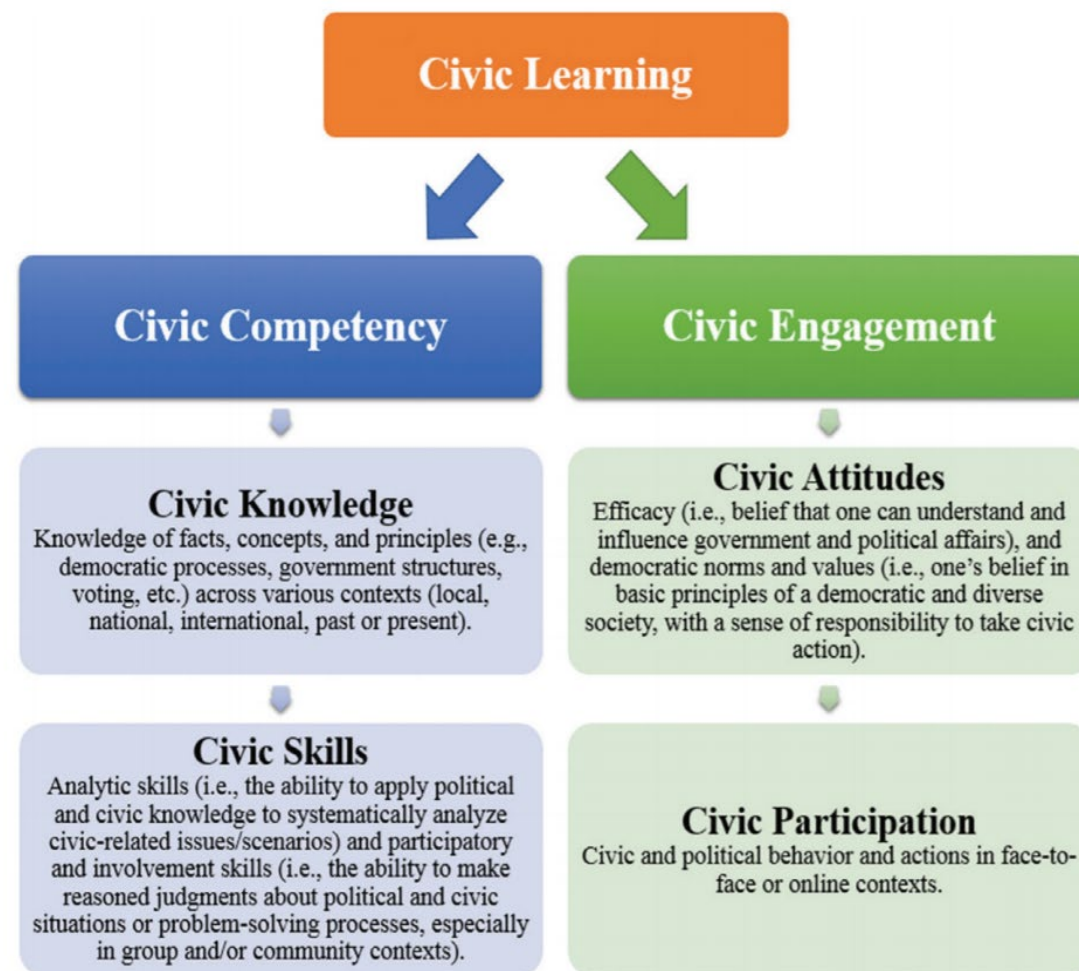 Civic Learning
Civic Competency
Civic Knowledge
Knowledge of facts, concepts, and principles (e.g.,
democratic processes, government structures,
voting, etc.) across various contexts (local,
national, international, past or present).
Civic Skills
Analytic skills (i.e., the ability to apply political
and civic knowledge to systematically analyze
civic-related issues/scenarios) and participatory
and involvement skills (i.e., the ability to make
reasoned judgments about political and civic
situations or problem-solving processes, especially
in group and/or community contexts).
Civic Engagement
Civic Attitudes
Efficacy (i.e., belief that one can understand and
influence government and political affairs), and
democratic norms and values (i.e., one’s belief in
basic principles of a democratic and diverse
society, with a sense of responsibility to take civic
action).
Civic Participation
Civic and political behavior and actions in face-to-
face or online contexts.